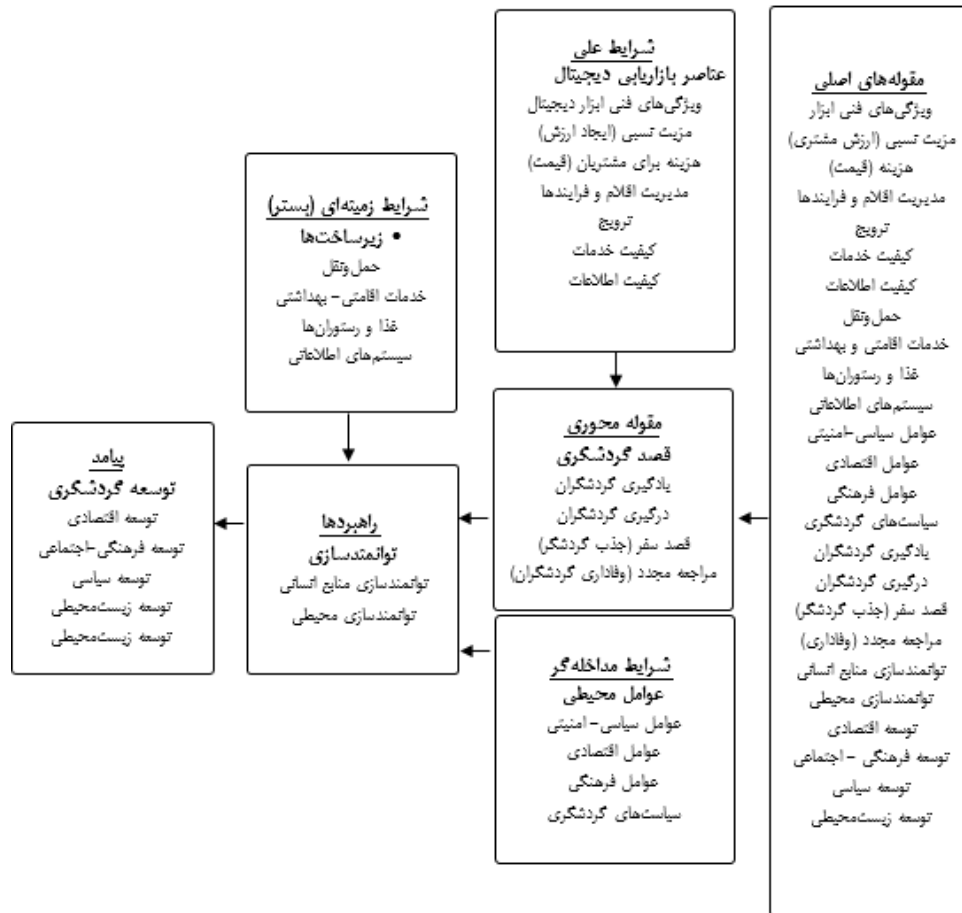 مقوله‌های اصلی
ویژگی‌های فنی ابزار
مزیت نسبی (ارزش مشتری)
هزینه (قیمت)
مدیریت اقلام و فرایندها
ترویج
کیفیت خدمات
کیفیت اطلاعات
حمل‌ونقل
خدمات اقامتی و بهداشتی
غذا و رستوران‌ها
سیستم‌های اطلاعاتی
عوامل سیاسی-امنیتی
عوامل اقتصادی
عوامل فرهنگی
سیاست‌های گردشگری
یادگیری گردشگران
درگیری گردشگران
قصد سفر (جذب گردشگر)
مراجعه مجدد (وفاداری)
توانمندسازی منابع انسانی
توانمندسازی محیطی
توسعه اقتصادی
توسعه فرهنگی - اجتماعی
توسعه سیاسی
توسعه زیست‌محیطی
شرایط علی
عناصر بازاریابی دیجیتال
ویژگی‌های فنی ابزار دیجیتال
مزیت نسبی (ایجاد ارزش)
هزینه برای مشتریان (قیمت)
مدیریت اقلام و فرایندها
ترویج
کیفیت خدمات
کیفیت اطلاعات
مقوله محوری
قصد گردشگری
یادگیری گردشگران
درگیری گردشگران
قصد سفر (جذب گردشگر)
مراجعه مجدد (وفاداری گردشگران)
شرایط مداخله‌گر
عوامل محیطی
عوامل سیاسی- امنیتی
عوامل اقتصادی
عوامل فرهنگی
سیاست‌های گردشگری
شرایط زمینه‌ای (بستر)
• زیرساخت‌ها
حمل‌ونقل
خدمات اقامتی- بهداشتی
غذا و رستوران‌ها
سیستم‌های اطلاعاتی
راهبردها
توانمندسازی
توانمندسازی منابع انسانی
توانمندسازی محیطی
پیامد
توسعه گردشگری
توسعه اقتصادی
توسعه فرهنگی-اجتماعی
توسعه سیاسی
توسعه زیست‌محیطی
توسعه زیست‌محیطی